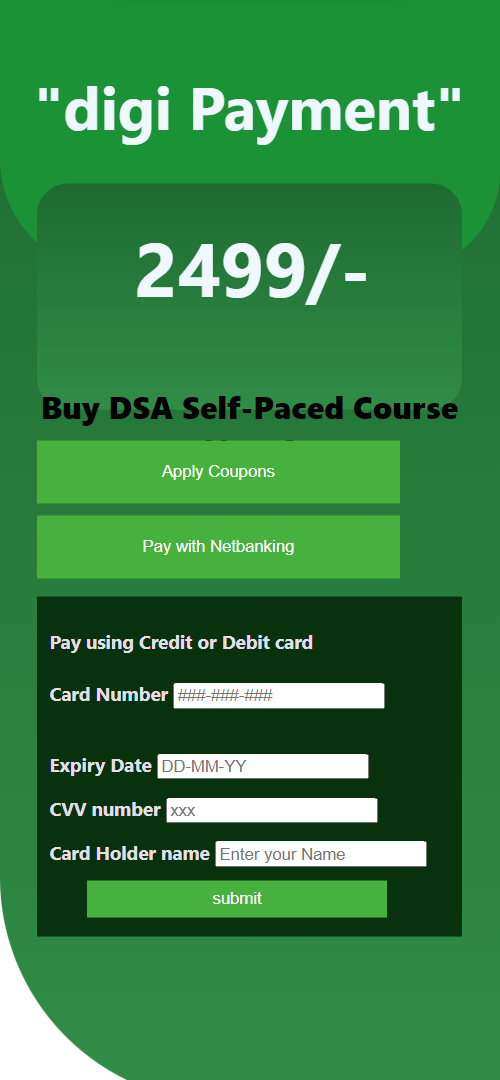 "digi Payment"
2499/-
Buy DSA Self-Paced Course
Apply Coupons
Pay with Netbanking
Pay using Credit or Debit card
Card Number ###-###-###
Expiry Date DD-MM-YY
CVV number xxx
Card Holder name Enter your Name
submit